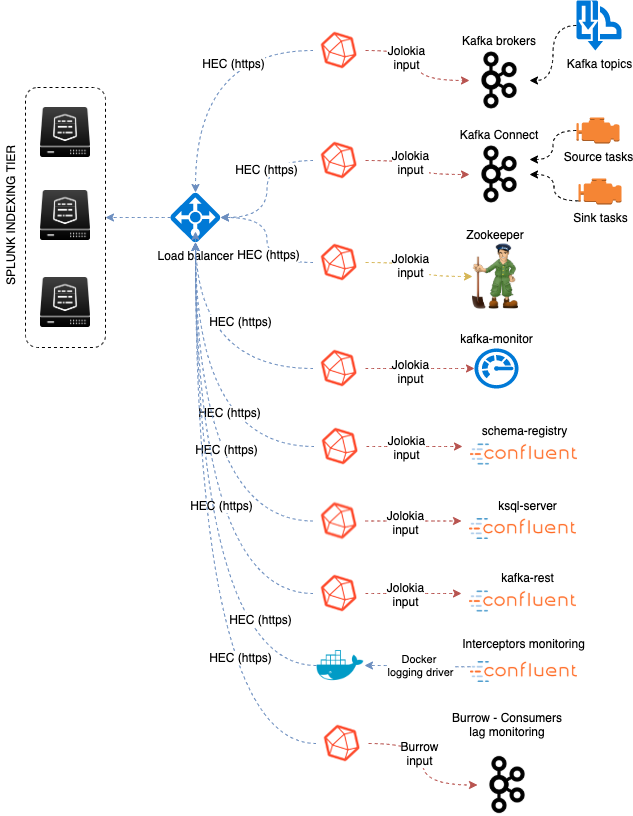 SPLUNK INDEXING TIER
Load balancer
HEC (https)
Jolokia
input
Kafka brokers
Kafka topics
HEC (https)
Jolokia
input
Kafka Connect
Source tasks
Sink tasks
HEC (https)
Jolokia
input
Zookeeper
HEC (https)
Jolokia
input
kafka-monitor
HEC (https)
Jolokia
input
schema-registry
confluent
HEC (https)
Jolokia
input
ksql-server
confluent
HEC (https)
Jolokia
input
kafka-rest
confluent
HEC (https)
Docker
logging driver
Interceptors monitoring
confluent
HEC (https)
Burrow
input
Burrow - Consumers
lag monitoring